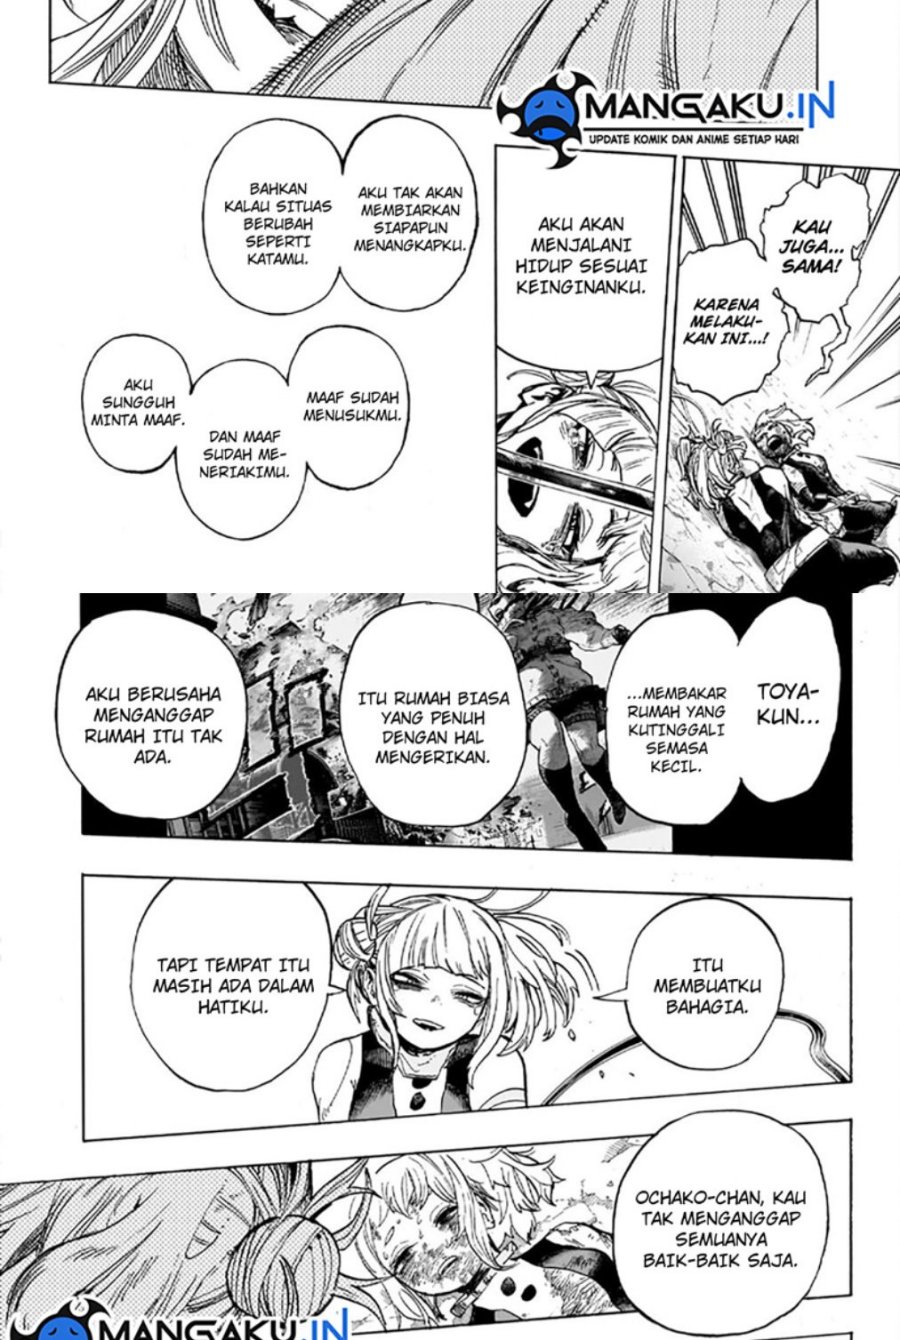 MANGAKU.IN
UPDATE KOMIK DAN ANIME SETIAP HARI
KAU
JUGA...
SAMA!
KARENA
MELAKU-
KAN INI...!
AKU AKAN
MENJALANI
HIDUP SESUAI
KEINGINANKU.
AKU TAK AKAN
MEMBIARKAN
SIAPAPUN
MENANGKAPKU.
BAHKAN
KALAU SITUAS
BERUBAH
SEPERTI
KATAMU.
MAAF SUDAH
MENUSUKMU.
DAN MAAF
SUDAH ME-
NERIAKIMU.
AKU
SUNGGUH
MINTA MAAF.
TOYA-
KUN...
...MEMBAKAR
RUMAH YANG
KUTINGGALI
SEMASA
KECIL.
ITU RUMAH BIASA
YANG PENUH
DENGAN HAL
MENGERIKAN.
AKU BERUSAHA
MENGANGGAP
RUMAH ITU TAK
ADA.
ITU
MEMBUATKU
BAHAGIA.
TAPI TEMPAT ITU
MASIH ADA DALAM
HATIKU.
OCHAKO-CHAN, KAU
TAK MENGANGGAP
SEMUANYA
BAIK-BAIK SAJA.
MANGAKU.IN